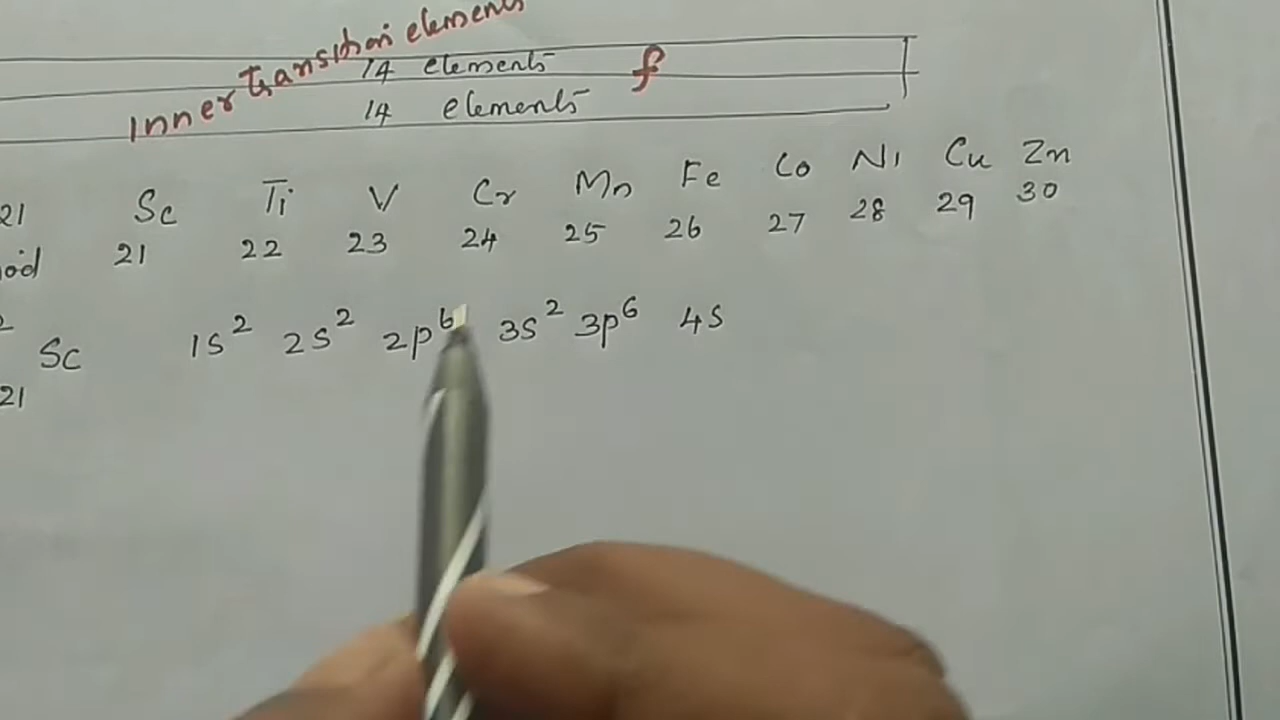 Inner transition elements
14 elements f
14 elements
21 Sc Ti V Cr Mn Fe Co Ni Cu Zn
21 22 23 24 25 26 27 28 29 30
Sc 1s² 2s² 2p⁶ 3s² 3p⁶ 4s
21